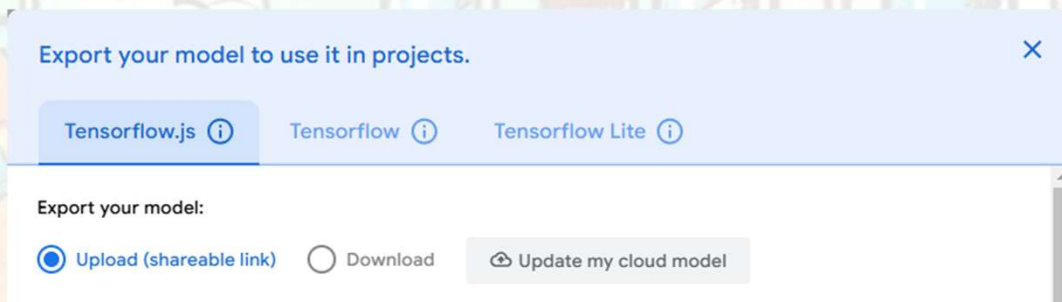 Export your model to use it in projects.
Tensorflow.js Tensorflow Tensorflow Lite
Export your model:
Upload (shareable link) Download Update my cloud model